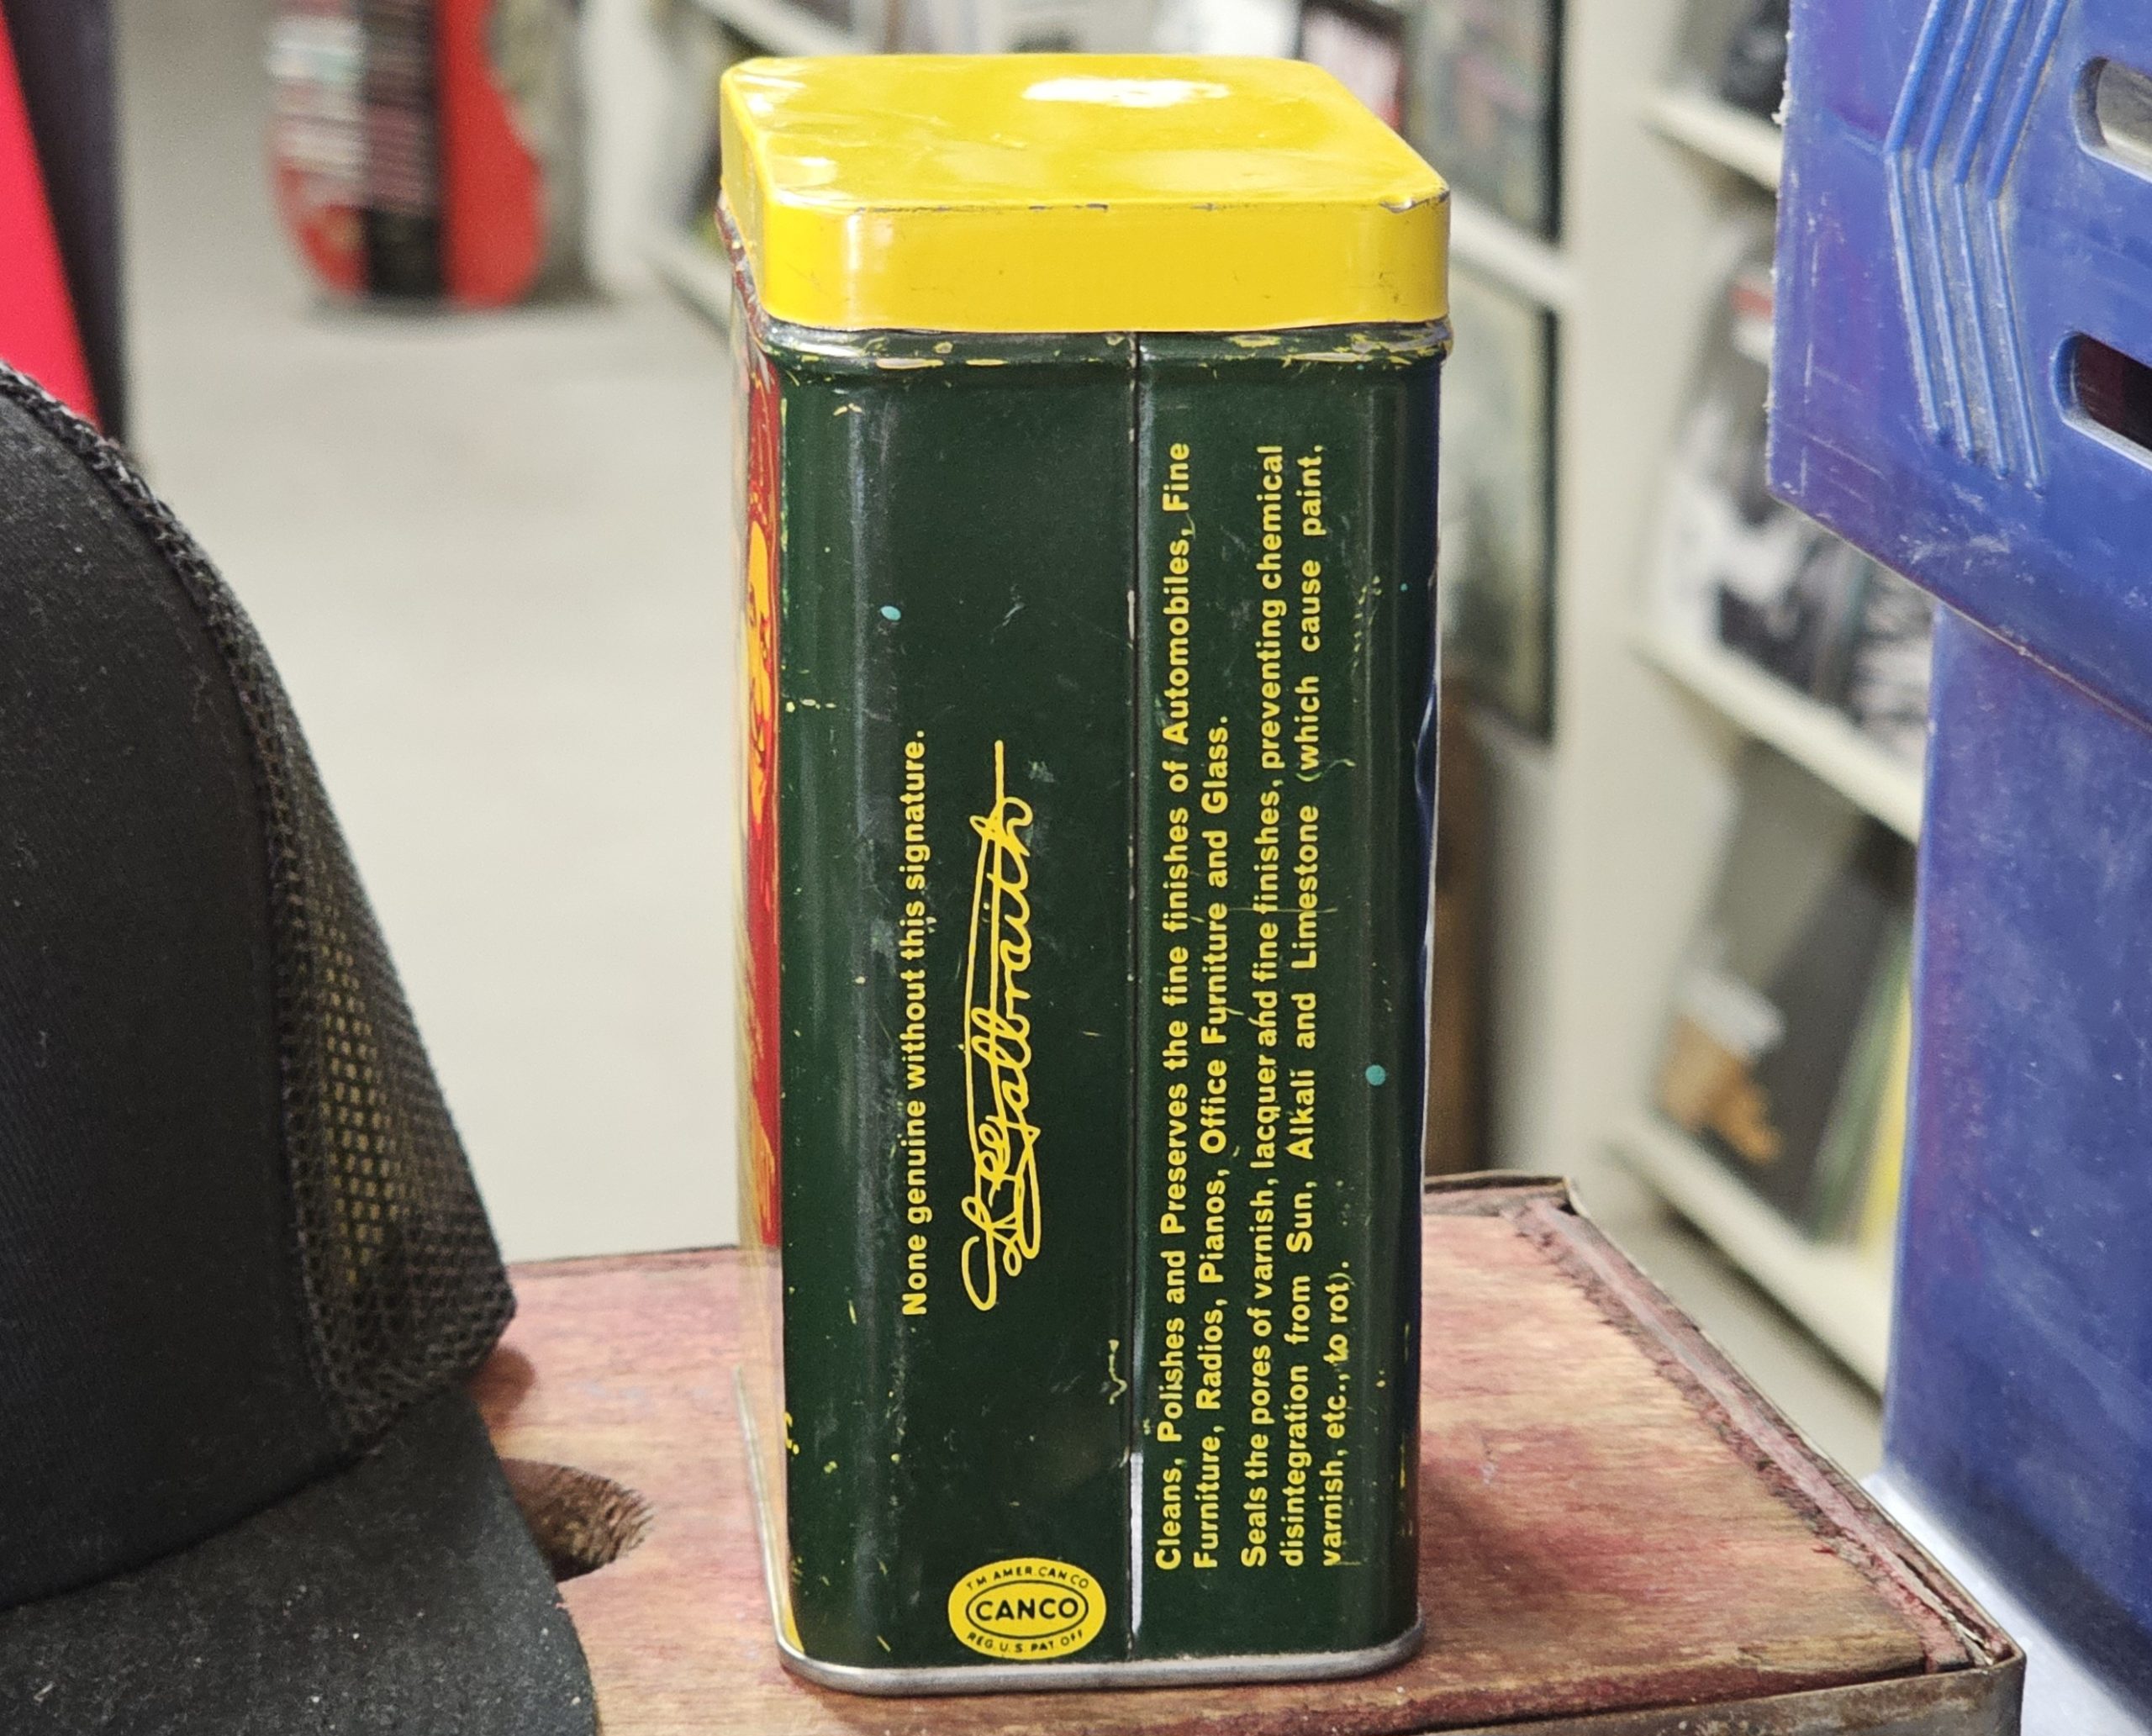 None genuine without this signature.
Lee Galbraith
Cleans, Polishes and Preserves the fine finishes of Automobiles, Fine
Furniture, Radios, Pianos, Office Furniture and Glass.
Seals the pores of varnish, lacquer and fine finishes, preventing chemical
disintegration from Sun, Alkali and Limestone (which cause paint,
varnish, etc., to rot).
T M AMER. CAN CO
CANCO
REG. U.S. PAT. OFF